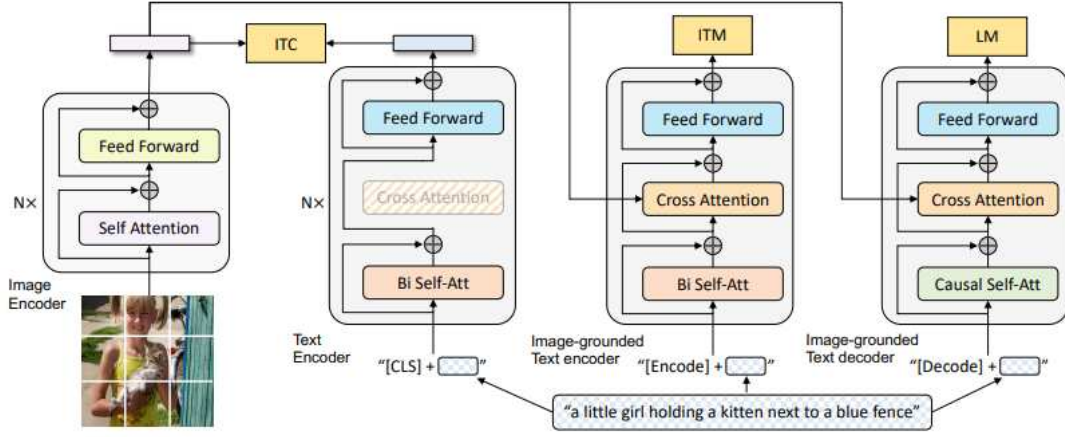 ITC
ITM
LM
Feed Forward
Self Attention
N×
Image
Encoder
Feed Forward
Cross Attention
Bi Self-Att
N×
Text
Encoder
"[CLS] + "
Feed Forward
Cross Attention
Bi Self-Att
Image-grounded
Text encoder
"[Encode] + "
Feed Forward
Cross Attention
Causal Self-Att
Image-grounded
Text decoder
"[Decode] + "
"a little girl holding a kitten next to a blue fence"